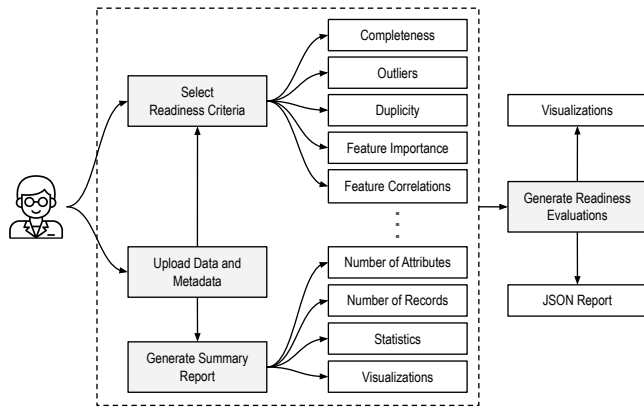 Select
Readiness Criteria
Upload Data and
Metadata
Generate Summary
Report
Completeness
Outliers
Duplicity
Feature Importance
Feature Correlations
Number of Attributes
Number of Records
Statistics
Visualizations
Visualizations
Generate Readiness
Evaluations
JSON Report